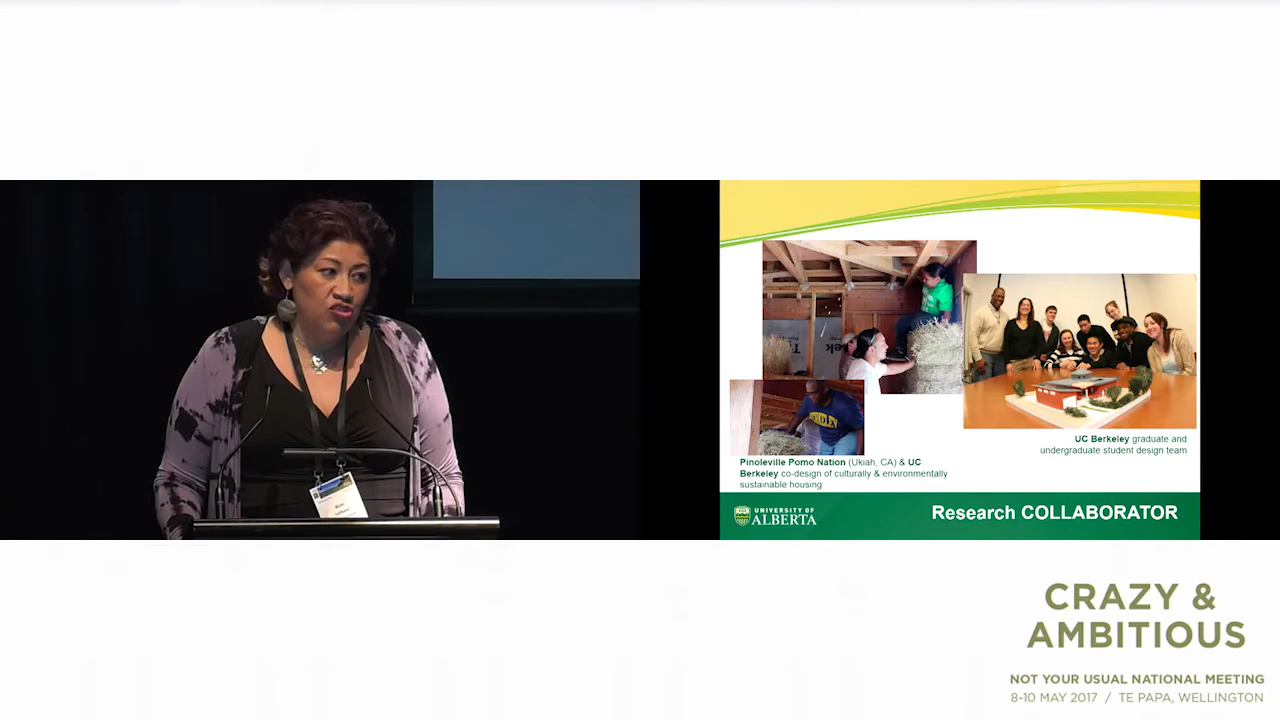 BERKELEY
Pinoleville Pomo Nation (Ukiah, CA) & UC
Berkeley co-design of culturally & environmentally
sustainable housing
UC Berkeley graduate and
undergraduate student design team
UNIVERSITY OF
ALBERTA
Research COLLABORATOR
CRAZY &
AMBITIOUS
NOT YOUR USUAL NATIONAL MEETING
8-10 MAY 2017 / TE PAPA, WELLINGTON